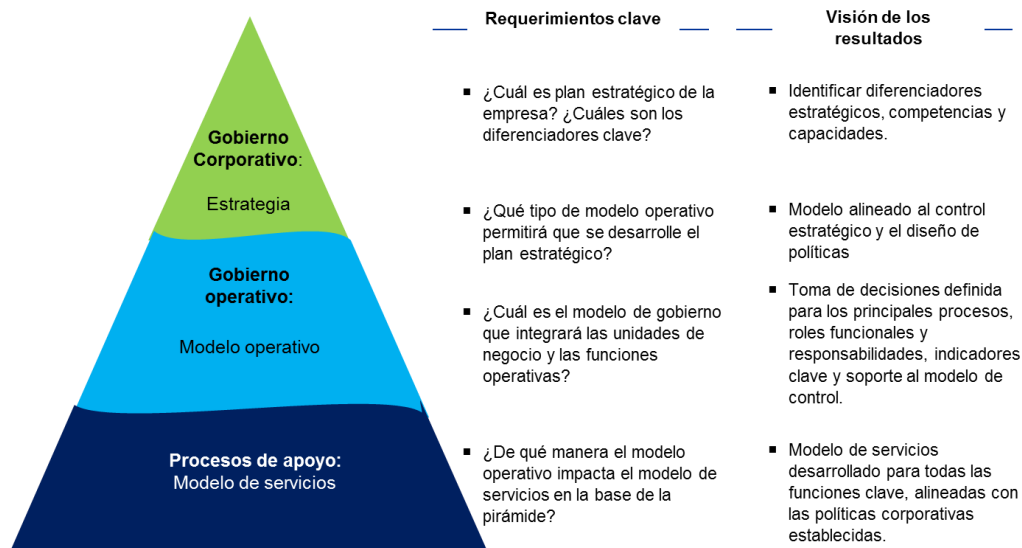 Requerimientos clave
Visión de los
resultados
Gobierno
Corporativo:
Estrategia
▪ ¿Cuál es plan estratégico de la
empresa? ¿Cuáles son los
diferenciadores clave?
▪ Identificar diferenciadores
estratégicos, competencias y
capacidades.
▪ ¿Qué tipo de modelo operativo
permitirá que se desarrolle el
plan estratégico?
▪ Modelo alineado al control
estratégico y el diseño de
políticas
Gobierno
operativo:
Modelo operativo
▪ ¿Cuál es el modelo de gobierno
que integrará las unidades de
negocio y las funciones
operativas?
▪ Toma de decisiones definida
para los principales procesos,
roles funcionales y
responsabilidades, indicadores
clave y soporte al modelo de
control.
Procesos de apoyo:
Modelo de servicios
▪ ¿De qué manera el modelo
operativo impacta el modelo de
servicios en la base de la
pirámide?
▪ Modelo de servicios
desarrollado para todas las
funciones clave, alineadas con
las políticas corporativas
establecidas.